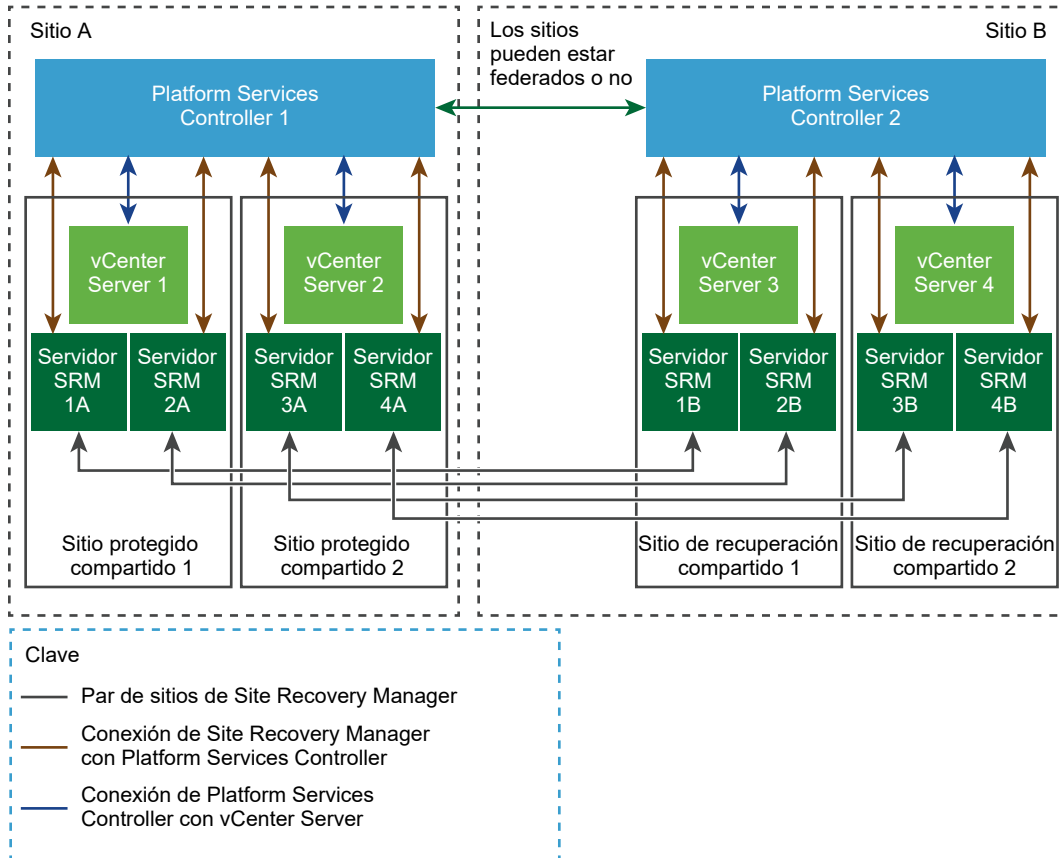 Sitio A
Los sitios
pueden estar
federados o no
Sitio B
Platform Services
Controller 1
Platform Services
Controller 2
vCenter
Server 1
vCenter
Server 2
vCenter
Server 3
vCenter
Server 4
Servidor
SRM
1A
Servidor
SRM
2A
Servidor
SRM
3A
Servidor
SRM
4A
Servidor
SRM
1B
Servidor
SRM
2B
Servidor
SRM
3B
Servidor
SRM
4B
Sitio protegido
compartido 1
Sitio protegido
compartido 2
Sitio de recuperación
compartido 1
Sitio de recuperación
compartido 2
Clave
Par de sitios de Site Recovery Manager
Conexión de Site Recovery Manager
con Platform Services Controller
Conexión de Platform Services
Controller con vCenter Server